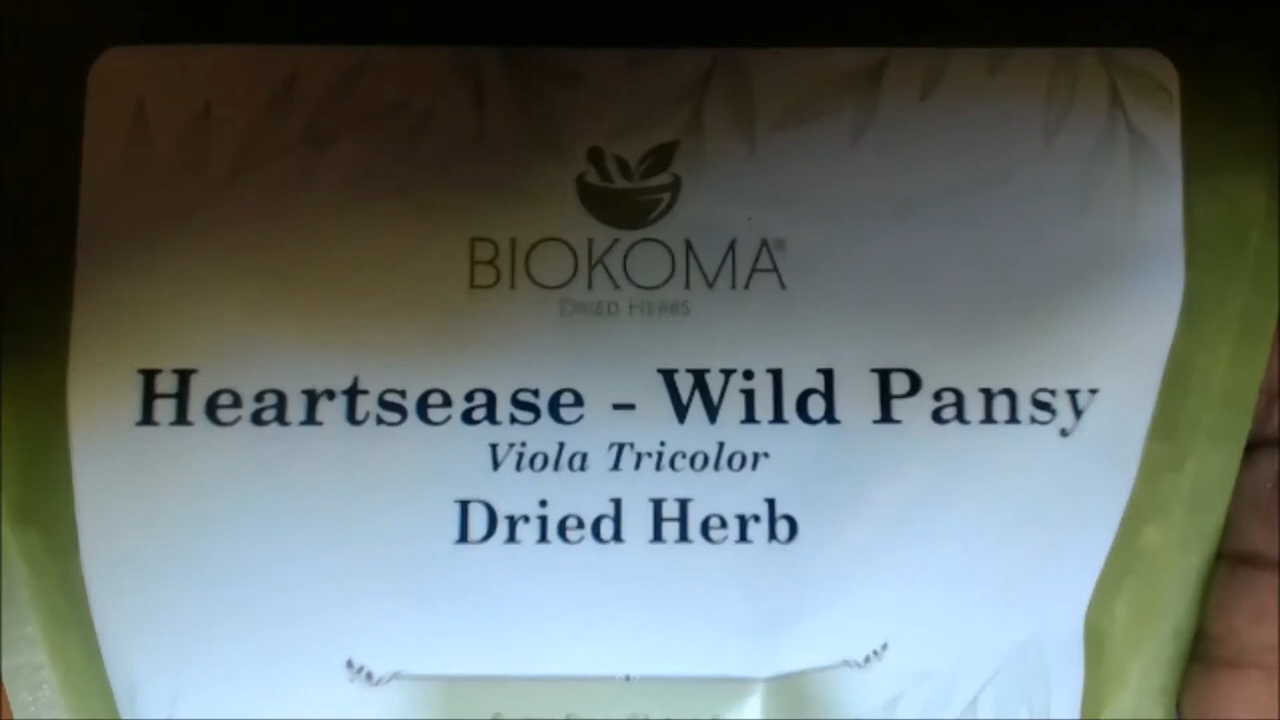 BIOKOMA®
DRIED HERBS
Heartsease - Wild Pansy
Viola Tricolor
Dried Herb